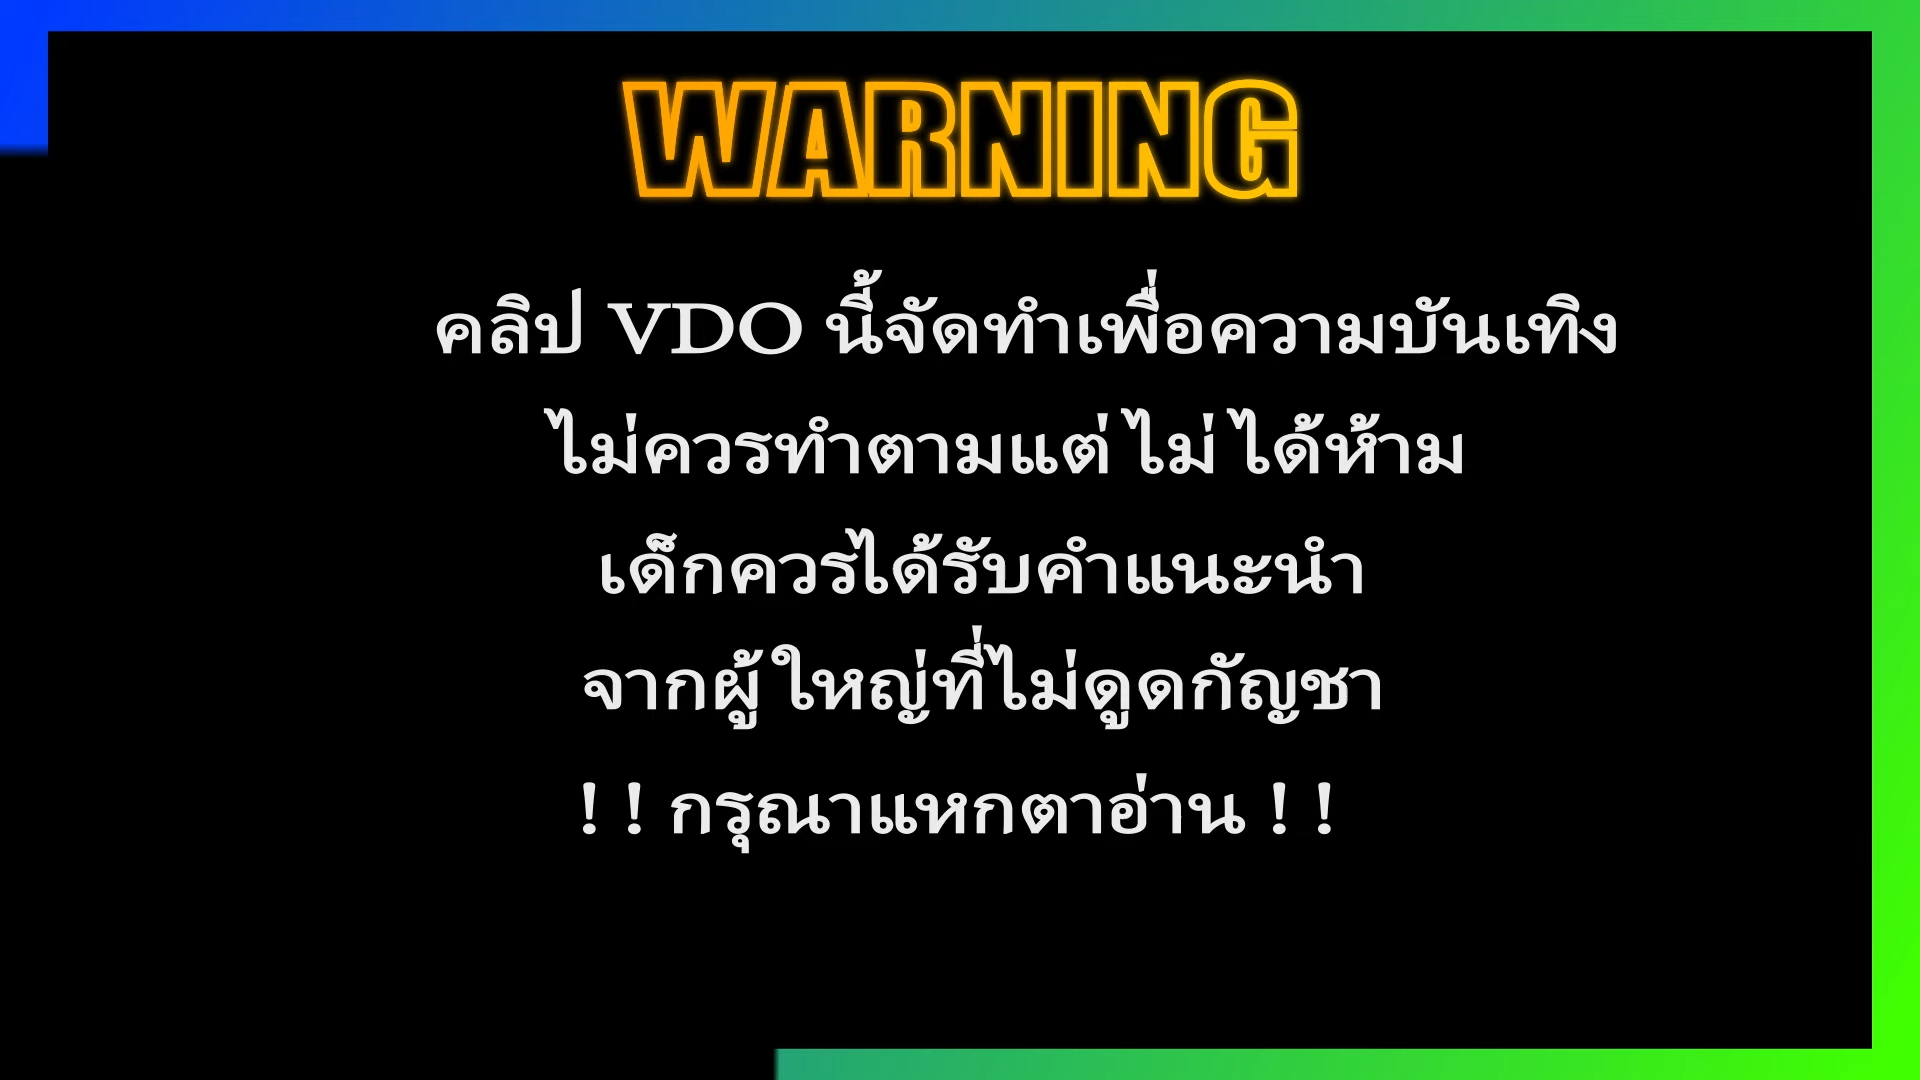 WARNING
คลิป VDO นี้จัดทำเพื่อความบันเทิง
ไม่ควรทำตามแต่ไม่ได้ห้าม
เด็กควรได้รับคำแนะนำ
จากผู้ใหญ่ที่ไม่ดูดกัญชา
! ! กรุณาแหกตาอ่าน ! !